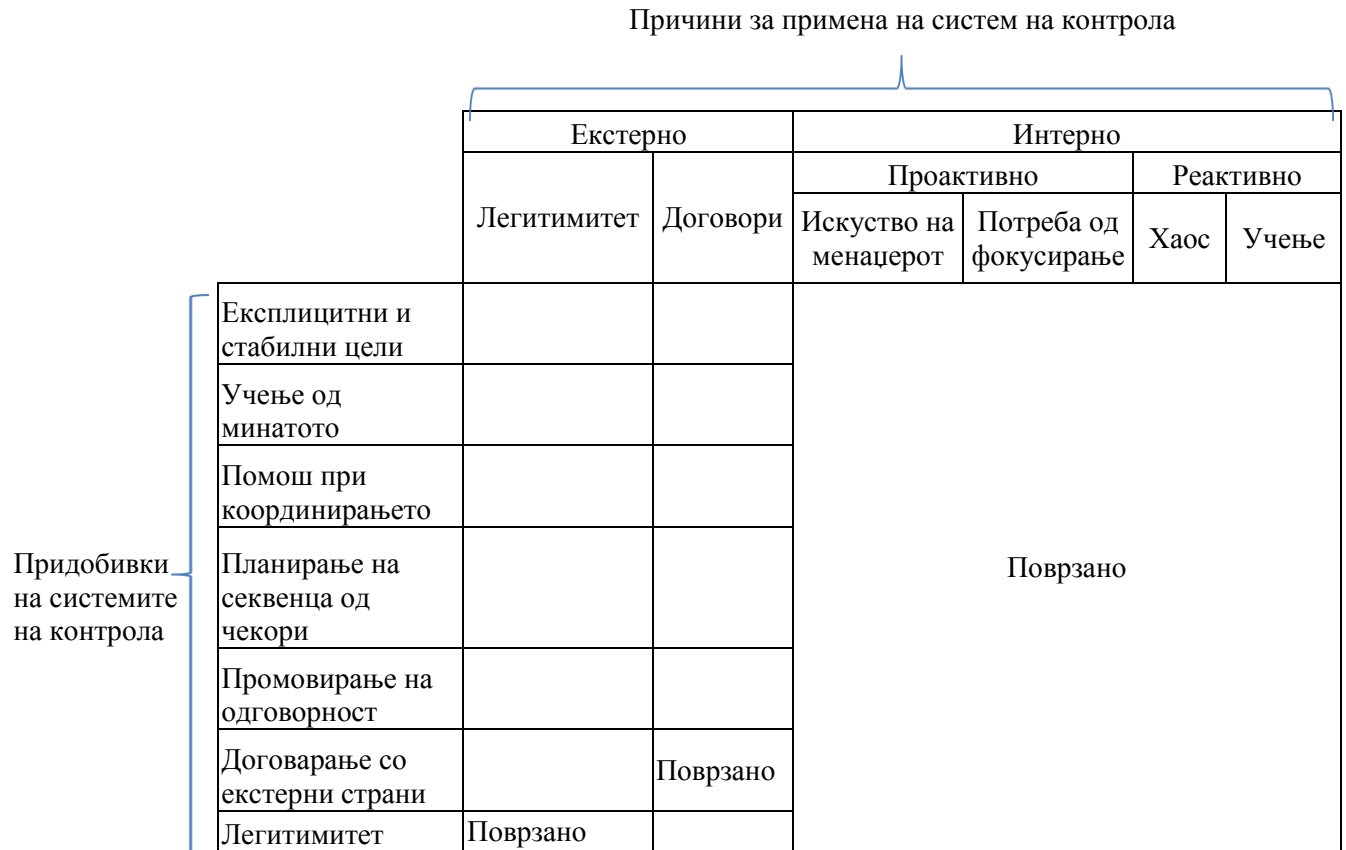 Причини за примена на систем на контрола
Екстерно
Интерно
Легитимитет
Договори
Проактивно
Реактивно
Искуство на
менаџерот
Потреба од
фокусирање
Хаос
Учење
Придобивки
на системите
на контрола
Експлицитни и
стабилни цели
Учење од
минатото
Помош при
координирањето
Планирање на
секвенца од
чекори
Поврзано
Промовирање на
одговорност
Договарање со
екстерни страни
Поврзано
Легитимитет
Поврзано